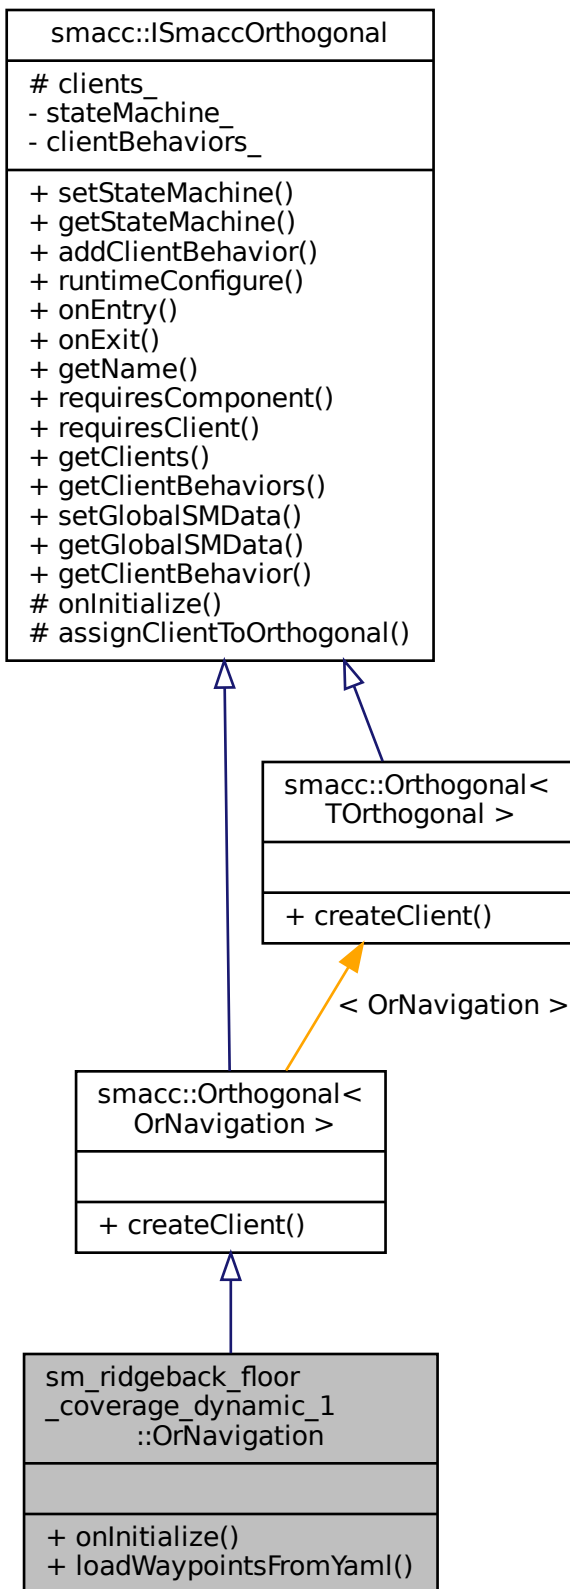 smacc::ISmaccOrthogonal
# clients_
- stateMachine_
- clientBehaviors_
+ setStateMachine()
+ getStateMachine()
+ addClientBehavior()
+ runtimeConfigure()
+ onEntry()
+ onExit()
+ getName()
+ requiresComponent()
+ requiresClient()
+ getClients()
+ getClientBehaviors()
+ setGlobalSMData()
+ getGlobalSMData()
+ getClientBehavior()
# onInitialize()
# assignClientToOrthogonal()
smacc::Orthogonal<
TOrthogonal >
+ createClient()
< OrNavigation >
smacc::Orthogonal<
OrNavigation >
+ createClient()
sm_ridgeback_floor
_coverage_dynamic_1
::OrNavigation
+ onInitialize()
+ loadWaypointsFromYaml()